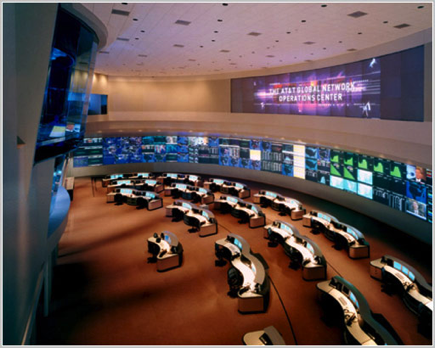 THE AT&T GLOBAL NETWORK
OPERATIONS CENTER